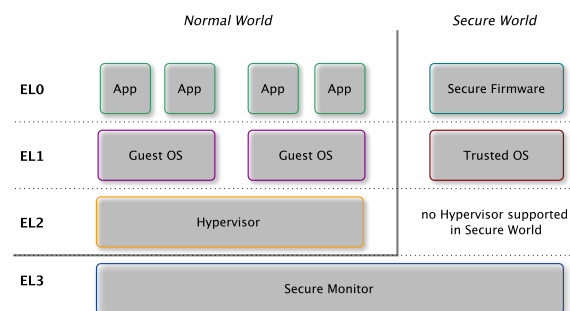 Normal World
Secure World
EL0
App
App
App
App
Secure Firmware
EL1
Guest OS
Guest OS
Trusted OS
EL2
Hypervisor
no Hypervisor supported
in Secure World
EL3
Secure Monitor